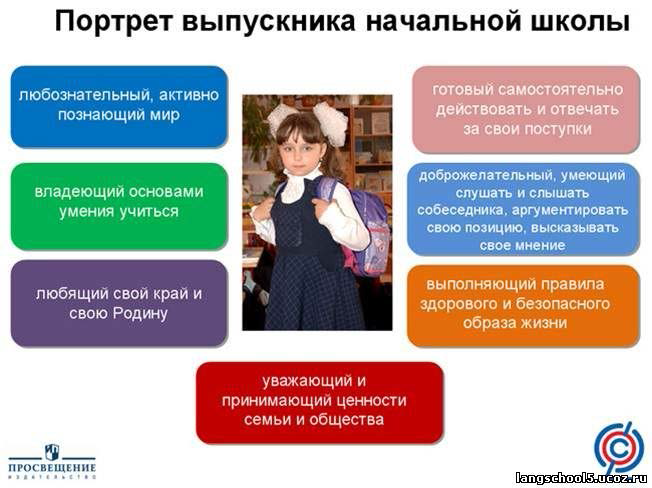 Портрет выпускника начальной школы
любознательный, активно
познающий мир
владеющий основами
умения учиться
любящий свой край и
свою Родину
готовый самостоятельно
действовать и отвечать
за свои поступки
доброжелательный, умеющий
слушать и слышать
собеседника, аргументировать
свою позицию, высказывать
свое мнение
выполняющий правила
здорового и безопасного
образа жизни
уважающий и
принимающий ценности
семьи и общества
ПРОСВЕЩЕНИЕ
ИЗДАТЕЛЬСТВО
langschool5.ucoz.ru